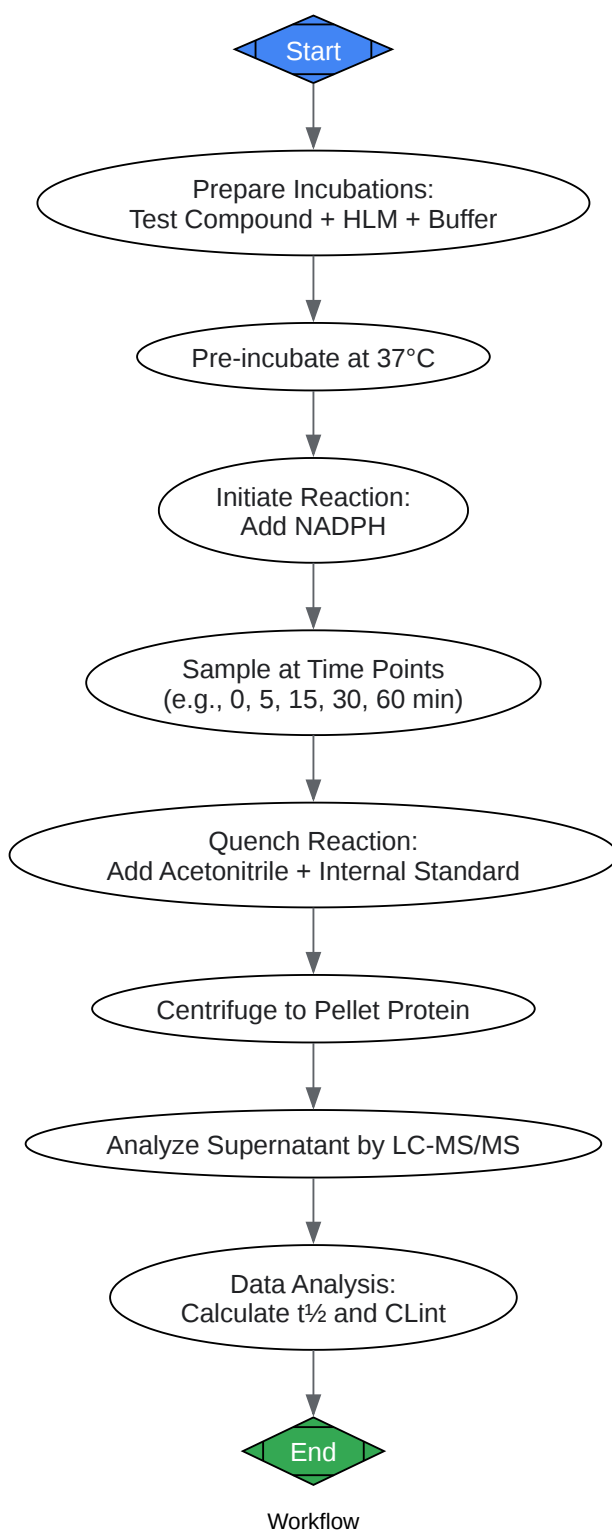 Start
Prepare Incubations:
Test Compound + HLM + Buffer
Pre-incubate at 37°C
Initiate Reaction:
Add NADPH
Sample at Time Points
(e.g., 0, 5, 15, 30, 60 min)
Quench Reaction:
Add Acetonitrile + Internal Standard
Centrifuge to Pellet Protein
Analyze Supernatant by LC-MS/MS
Data Analysis:
Calculate t½ and CLint
End
Workflow